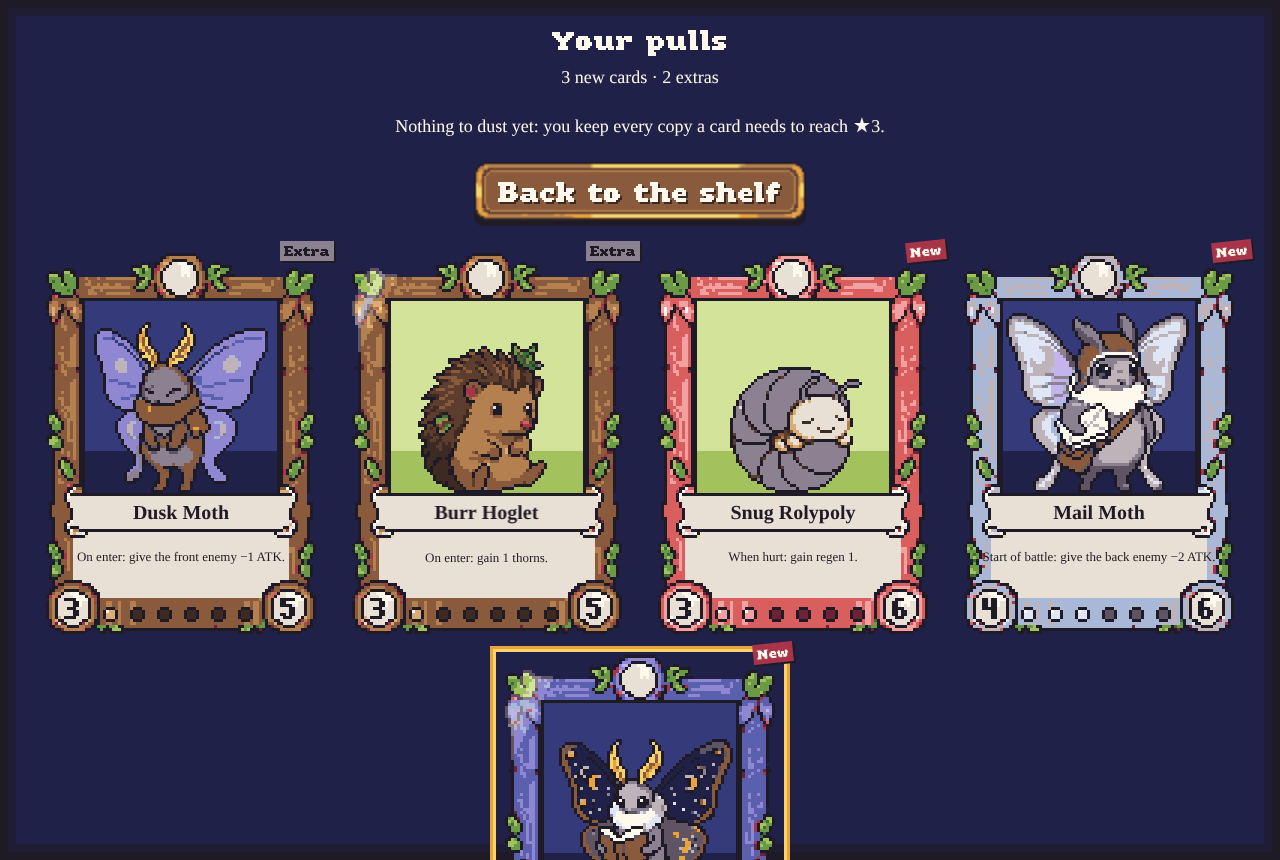 Your pulls
3 new cards · 2 extras
Nothing to dust yet: you keep every copy a card needs to reach ★3.
Back to the shelf
Extra
Extra
New
New
Dusk Moth
Burr Hoglet
Snug Rolypoly
Mail Moth
On enter: give the front enemy −1 ATK.
On enter: gain 1 thorns.
When hurt: gain regen 1.
Start of battle: give the back enemy −2 ATK.
3
5
3
5
3
6
4
6
New